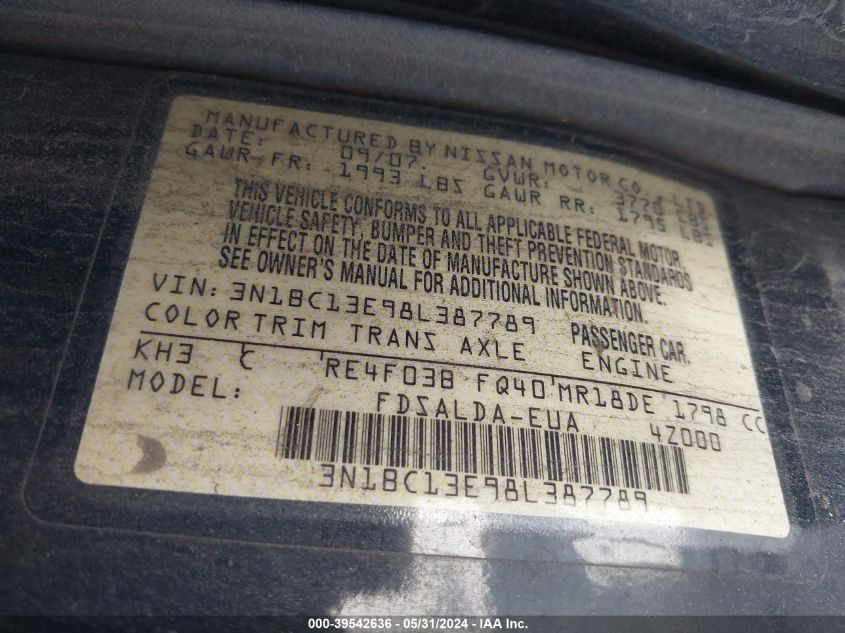 MANUFACTURED BY NISSAN MOTOR CO., LTD
DATE: 09/07 GVWR: 3770 LBS
GAWR FR: 1993 LBS GAWR RR: 1795 LBS
THIS VEHICLE CONFORMS TO ALL APPLICABLE FEDERAL MOTOR
VEHICLE SAFETY, BUMPER AND THEFT PREVENTION STANDARDS
IN EFFECT ON THE DATE OF MANUFACTURE SHOWN ABOVE.
SEE OWNER'S MANUAL FOR ADDITIONAL INFORMATION.
VIN: 3N1BC13E98L387789 PASSENGER CAR.
COLOR TRIM TRANS AXLE ENGINE
KH3 C RE4F03B FQ40 MR18DE 1798 CC
MODEL: FDSALDA-EUA 4Z000
3N1BC13E98L387789
000-39542636 - 05/31/2024 - IAA Inc.